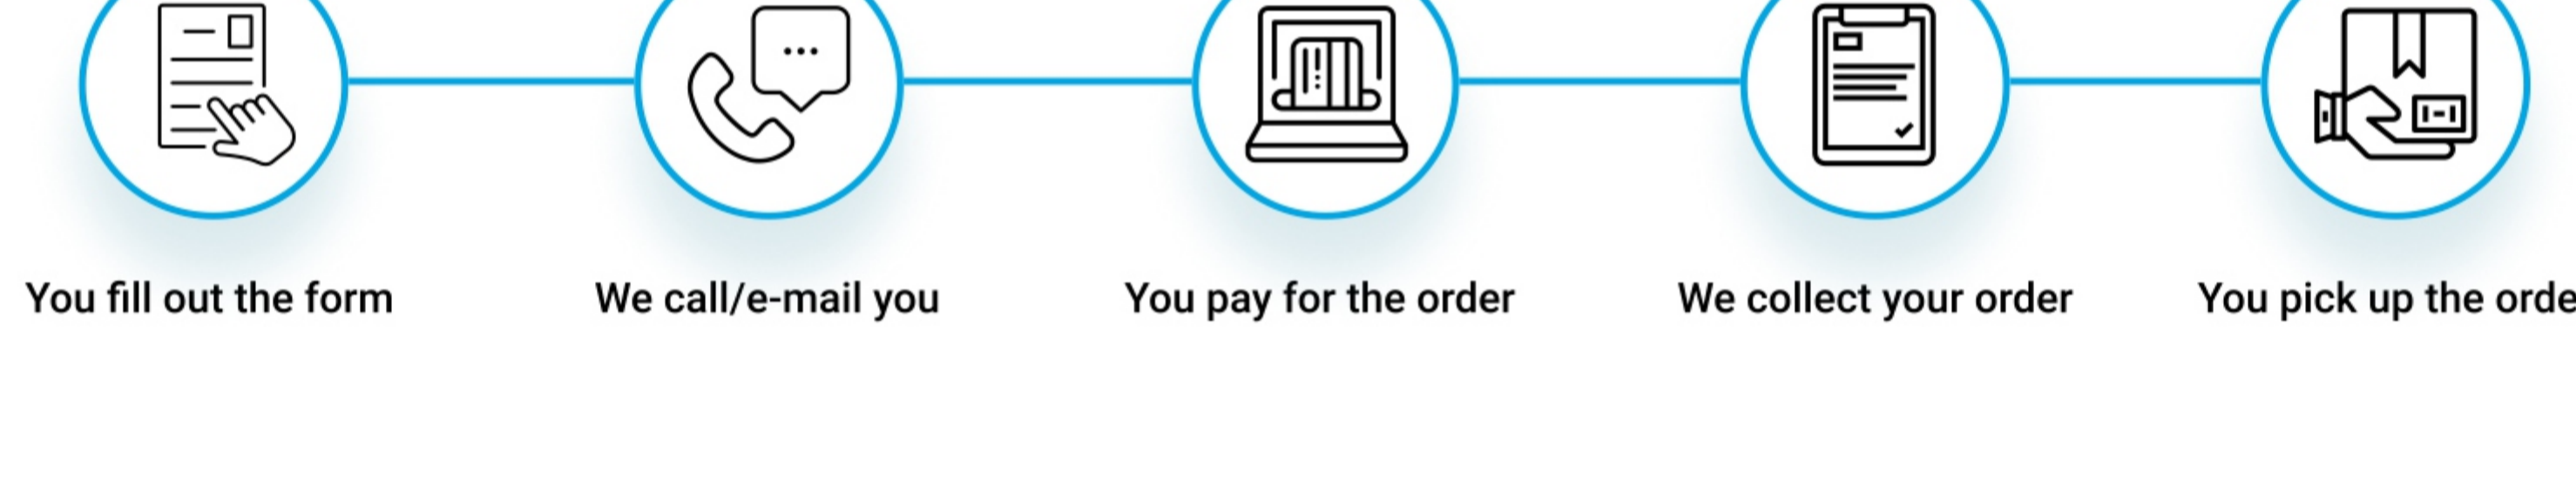 You fill out the form
We call/e-mail you
You pay for the order
We collect your order
You pick up the orde